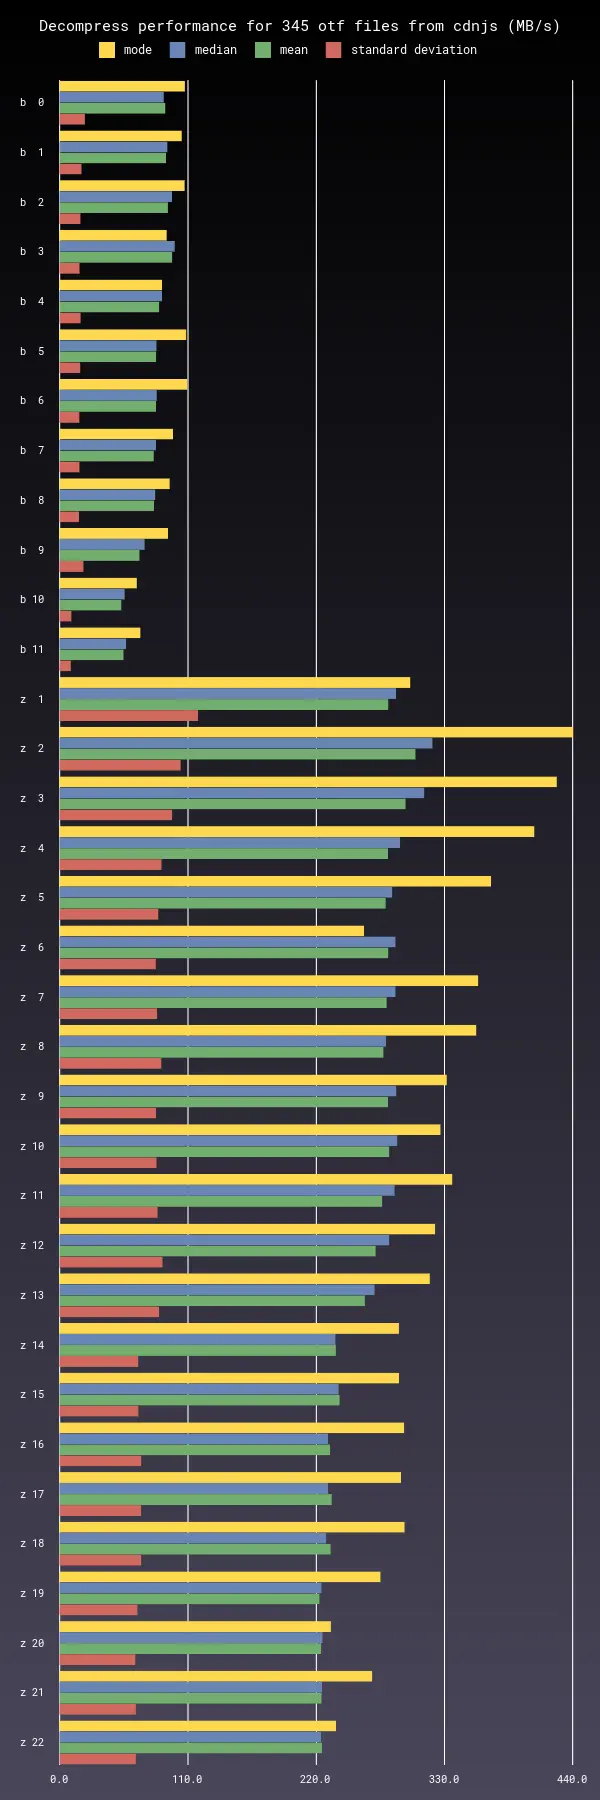 Decompress performance for 345 otf files from cdnjs (MB/s)
mode median mean standard deviation
b 0
b 1
b 2
b 3
b 4
b 5
b 6
b 7
b 8
b 9
b 10
b 11
z 1
z 2
z 3
z 4
z 5
z 6
z 7
z 8
z 9
z 10
z 11
z 12
z 13
z 14
z 15
z 16
z 17
z 18
z 19
z 20
z 21
z 22
0.0 110.0 220.0 330.0 440.0